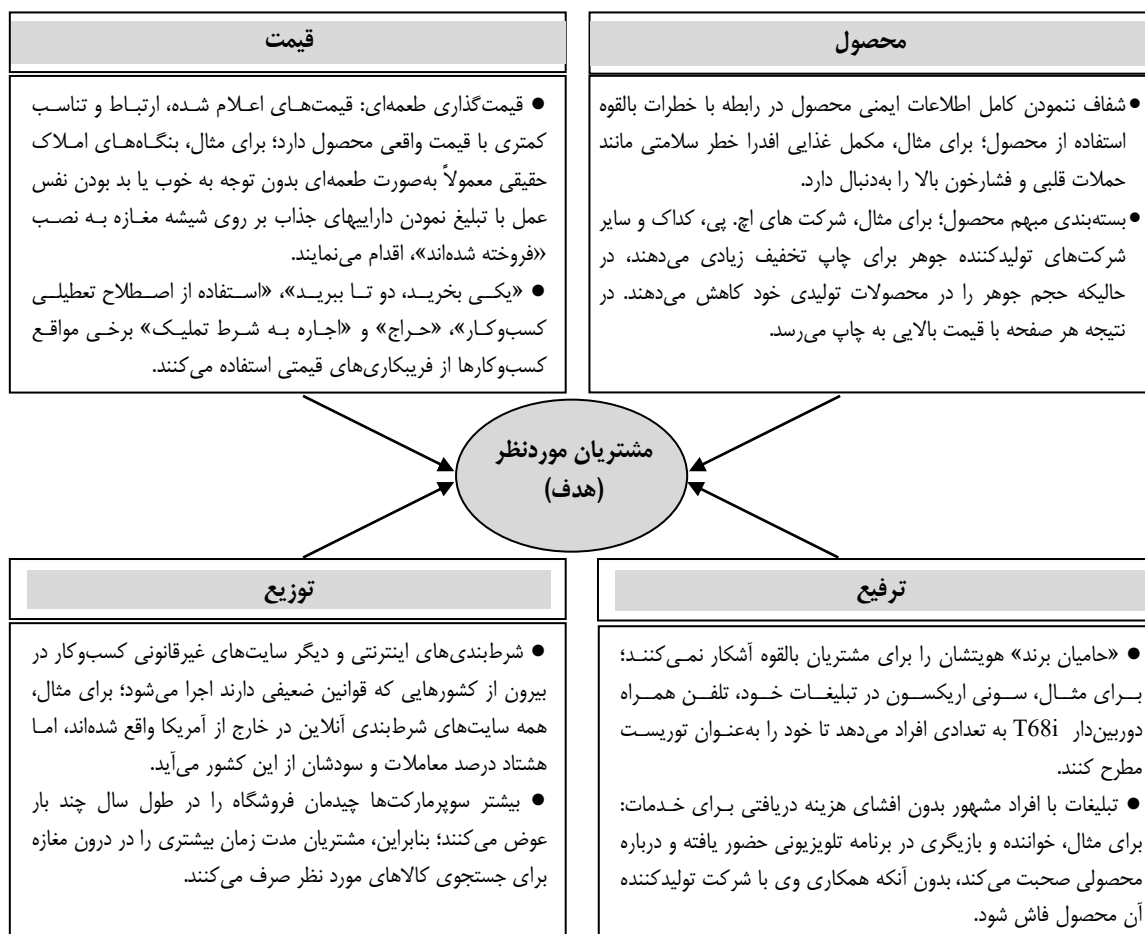 محصول
● شفاف ننمودن کامل اطلاعات ایمنی محصول در رابطه با خطرات بالقوه
استفاده از محصول؛ برای مثال، مکمل غذایی افدرا خطر سلامتی مانند
حملات قلبی و فشارخون بالا را به‌دنبال دارد.
● بسته‌بندی مبهم محصول؛ برای مثال، شرکت های اچ. پی، کداک و سایر
شرکت‌های تولیدکننده جوهر برای چاپ تخفیف زیادی می‌دهند، در
حالیکه حجم جوهر را در محصولات تولیدی خود کاهش می‌دهند. در
نتیجه هر صفحه با قیمت بالایی به چاپ می‌رسد.
قیمت
● قیمت‌گذاری طعمه‌ای: قیمت‌های اعلام شده، ارتباط و تناسب
کمتری با قیمت واقعی محصول دارد؛ برای مثال، بنگاه‌های املاک
حقیقی معمولاً به‌صورت طعمه‌ای بدون توجه به خوب یا بد بودن نفس
عمل با تبلیغ نمودن داراییهای جذاب بر روی شیشه مغازه به نصب
«فروخته شده‌اند»، اقدام می‌نمایند.
● «یکی بخرید، دو تا ببرید»، «استفاده از اصطلاح تعطیلی
کسب‌وکار»، «حراج» و «اجاره به شرط تملیک» برخی مواقع
کسب‌وکارها از فریبکاری‌های قیمتی استفاده می‌کنند.
مشتریان موردنظر
(هدف)
ترفیع
● «حامیان برند» هویتشان را برای مشتریان بالقوه آشکار نمی‌کنند؛
برای مثال، سونی اریکسون در تبلیغات خود، تلفن همراه
دوربین‌دار T68i به تعدادی افراد می‌دهد تا خود را به‌عنوان توریست
مطرح کنند.
● تبلیغات با افراد مشهور بدون افشای هزینه دریافتی برای خدمات:
برای مثال، خواننده و بازیگری در برنامه تلویزیونی حضور یافته و درباره
محصولی صحبت می‌کند، بدون آنکه همکاری وی با شرکت تولیدکننده
آن محصول فاش شود.
توزیع
● شرط‌بندی‌های اینترنتی و دیگر سایت‌های غیرقانونی کسب‌وکار در
بیرون از کشورهایی که قوانین ضعیفی دارند اجرا می‌شود؛ برای مثال،
همه سایت‌های شرط‌بندی آنلاین در خارج از آمریکا واقع شده‌اند، اما
هشتاد درصد معاملات و سودشان از این کشور می‌آید.
● بیشتر سوپرمارکت‌ها چیدمان فروشگاه را در طول سال چند بار
عوض می‌کنند؛ بنابراین، مشتریان مدت زمان بیشتری را در درون مغازه
برای جستجوی کالاهای مورد نظر صرف می‌کنند.